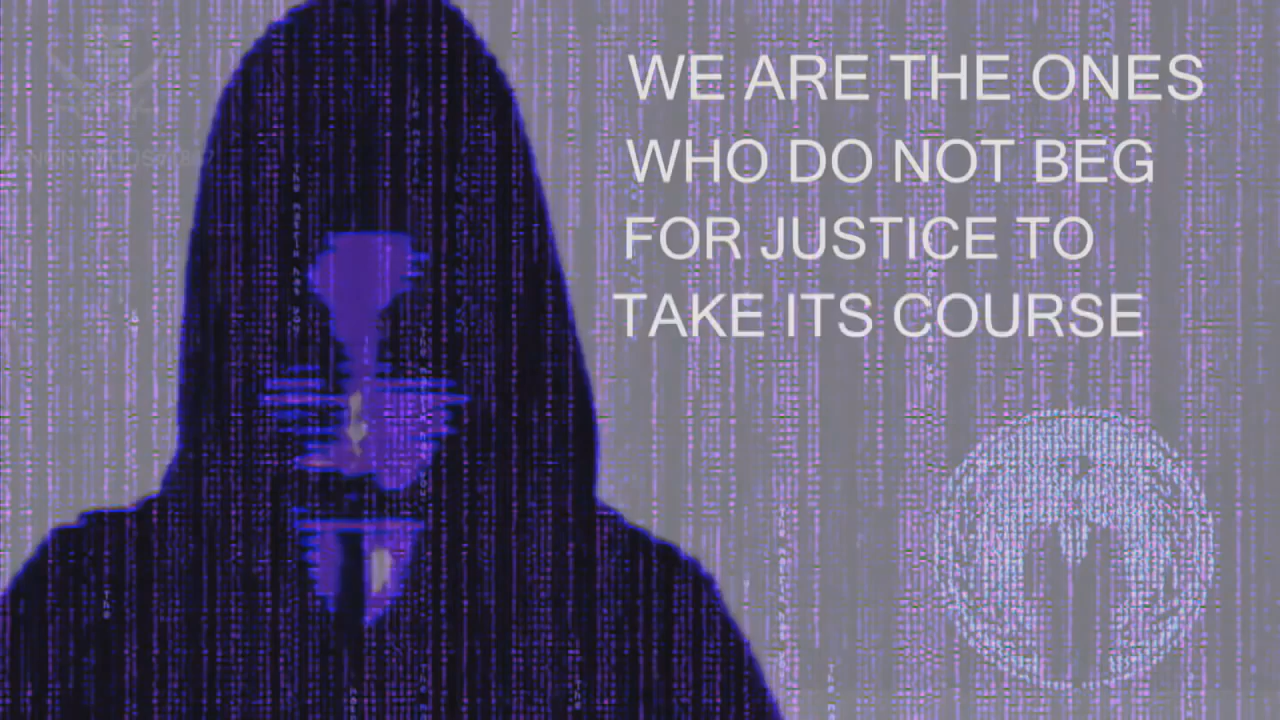 WE ARE THE ONES
WHO DO NOT BEG
FOR JUSTICE TO
TAKE ITS COURSE